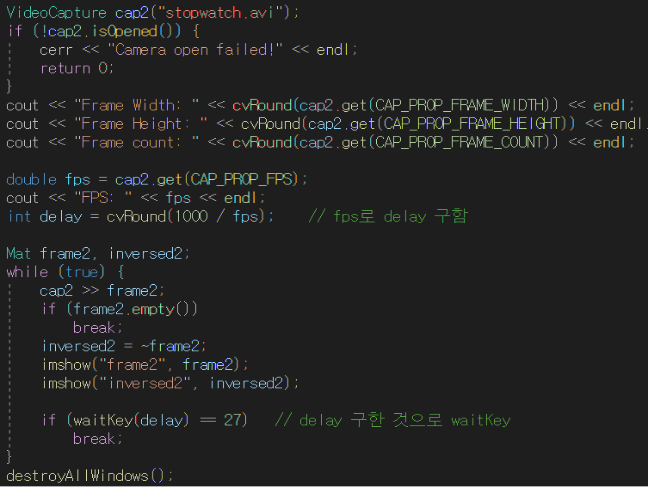 VideoCapture cap2("stopwatch.avi");
if (!cap2.isOpened()) {
    cerr << "Camera open failed!" << endl;
    return 0;
}
cout << "Frame Width: " << cvRound(cap2.get(CAP_PROP_FRAME_WIDTH)) << endl;
cout << "Frame Height: " << cvRound(cap2.get(CAP_PROP_FRAME_HEIGHT)) << endl.
cout << "Frame count: " << cvRound(cap2.get(CAP_PROP_FRAME_COUNT)) << endl;
double fps = cap2.get(CAP_PROP_FPS);
cout << "FPS: " << fps << endl;
int delay = cvRound(1000 / fps);    // fps로 delay 구함
Mat frame2, inversed2;
while (true) {
    cap2 >> frame2;
    if (frame2.empty())
        break;
    inversed2 = ~frame2;
    imshow("frame2", frame2);
    imshow("inversed2", inversed2);
    if (waitKey(delay) == 27)   // delay 구한 것으로 waitKey
        break;
}
destroyAllWindows();